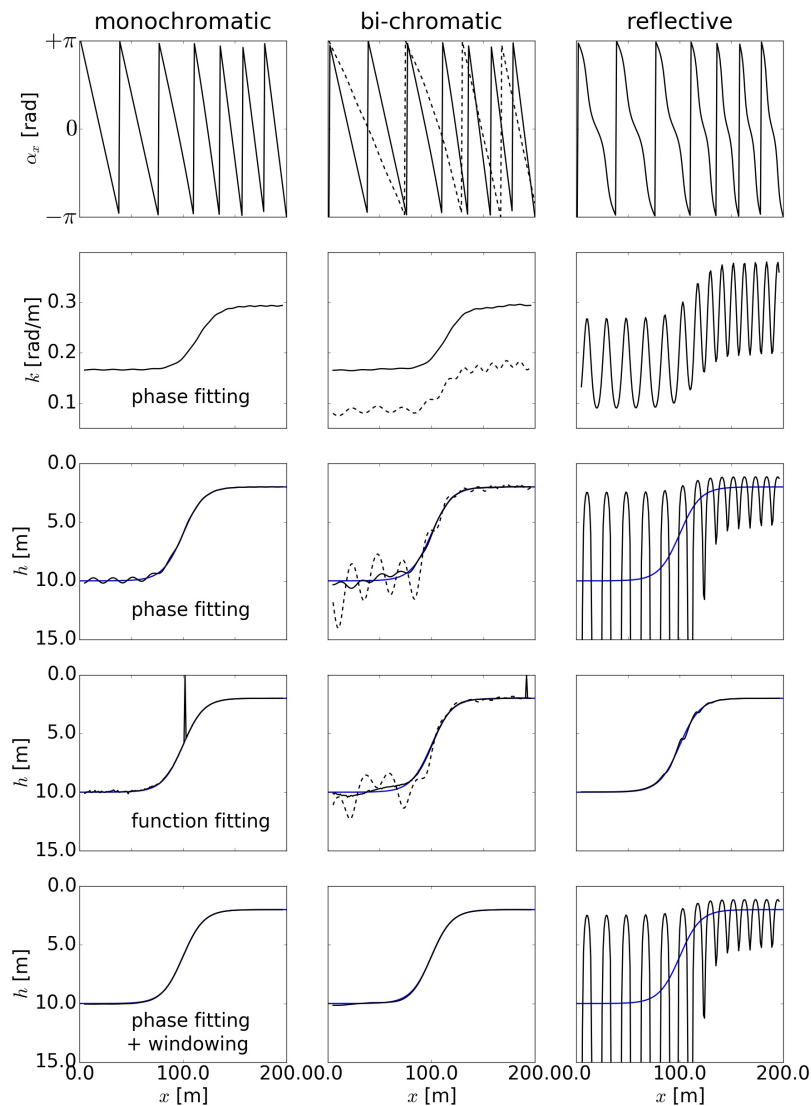 monochromatic bi-chromatic reflective
+π
αx [rad]
0
−π
0.3
k [rad/m]
0.2
0.1
phase fitting
0.0
h [m]
5.0
10.0
15.0
phase fitting
0.0
h [m]
5.0
10.0
15.0
function fitting
0.0
h [m]
5.0
10.0
15.0
phase fitting
+ windowing
0.0 100.0 200.0 0.0 100.0 200.0 0.0 100.0 200.0
x [m] x [m] x [m]